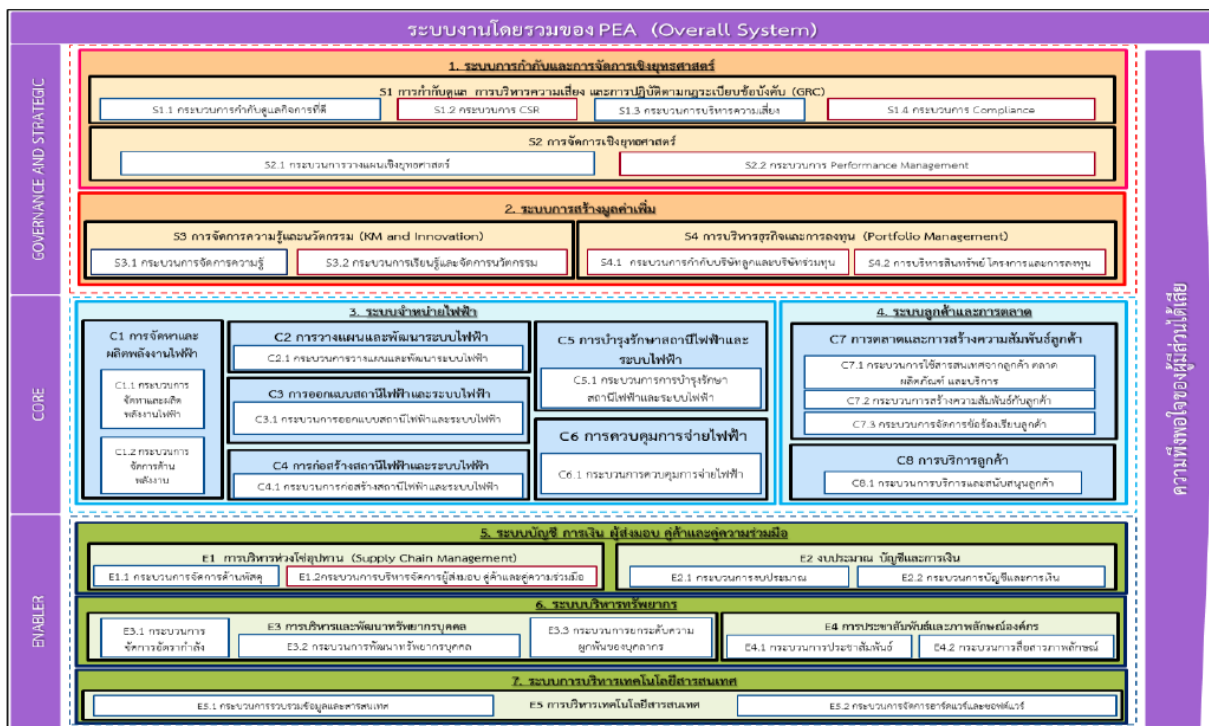 ระบบงานโดยรวมของ PEA (Overall System)
GOVERNANCE AND STRATEGIC
1. ระบบการกำกับและการจัดการเชิงยุทธศาสตร์
S1 การกำกับดูแล การบริหารความเสี่ยง และการปฏิบัติตามกฎระเบียบข้อบังคับ (GRC)
S1.1 กระบวนการกำกับดูแลกิจการที่ดี
S1.2 กระบวนการ CSR
S1.3 กระบวนการบริหารความเสี่ยง
S1.4 กระบวนการ Compliance
S2 การจัดการเชิงยุทธศาสตร์
S2.1 กระบวนการวางแผนเชิงยุทธศาสตร์
S2.2 กระบวนการ Performance Management
2. ระบบการสร้างมูลค่าเพิ่ม
S3 การจัดการความรู้และนวัตกรรม (KM and Innovation)
S3.1 กระบวนการจัดการความรู้
S3.2 กระบวนการเรียนรู้และจัดการนวัตกรรม
S4 การบริหารธุรกิจและการลงทุน (Portfolio Management)
S4.1 กระบวนการกำกับบริษัทลูกและบริษัทร่วมทุน
S4.2 การบริหารสินทรัพย์ โครงการและการลงทุน
CORE
3. ระบบจำหน่ายไฟฟ้า
C1 การจัดหาและ
ผลิตพลังงานไฟฟ้า
C1.1 กระบวนการ
จัดหาและผลิต
พลังงานไฟฟ้า
C1.2 กระบวนการ
จัดการด้าน
พลังงาน
C2 การวางแผนและพัฒนาระบบไฟฟ้า
C2.1 กระบวนการวางแผนและพัฒนาระบบไฟฟ้า
C3 การออกแบบสถานีไฟฟ้าและระบบไฟฟ้า
C3.1 กระบวนการออกแบบสถานีไฟฟ้าและระบบไฟฟ้า
C4 การก่อสร้างสถานีไฟฟ้าและระบบไฟฟ้า
C4.1 กระบวนการก่อสร้างสถานีไฟฟ้าและระบบไฟฟ้า
C5 การบำรุงรักษาสถานีไฟฟ้าและ
ระบบไฟฟ้า
C5.1 กระบวนการการบำรุงรักษา
สถานีไฟฟ้าและระบบไฟฟ้า
C6 การควบคุมการจ่ายไฟฟ้า
C6.1 กระบวนการควบคุมการจ่ายไฟฟ้า
4. ระบบลูกค้าและการตลาด
C7 การตลาดและการสร้างความสัมพันธ์ลูกค้า
C7.1 กระบวนการใช้สารสนเทศจากลูกค้า ตลาด
ผลิตภัณฑ์ และบริการ
C7.2 กระบวนการสร้างความสัมพันธ์กับลูกค้า
C7.3 กระบวนการจัดการข้อร้องเรียนลูกค้า
C8 การบริการลูกค้า
C8.1 กระบวนการบริการและสนับสนุนลูกค้า
ENABLER
5. ระบบบัญชี การเงิน ผู้ส่งมอบ คู่ค้าและคู่ความร่วมมือ
E1 การบริหารห่วงโซ่อุปทาน (Supply Chain Management)
E1.1 กระบวนการจัดการด้านพัสดุ
E1.2กระบวนการบริหารจัดการผู้ส่งมอบ คู่ค้าและคู่ความร่วมมือ
E2 งบประมาณ บัญชีและการเงิน
E2.1 กระบวนการงบประมาณ
E2.2 กระบวนการบัญชีและการเงิน
6. ระบบบริหารทรัพยากร
E3 การบริหารและพัฒนาทรัพยากรบุคคล
E3.1 กระบวนการ
จัดการอัตรากำลัง
E3.2 กระบวนการพัฒนาทรัพยากรบุคคล
E3.3 กระบวนการยกระดับความ
ผูกพันของบุคลากร
E4 การประชาสัมพันธ์และภาพลักษณ์องค์กร
E4.1 กระบวนการประชาสัมพันธ์
E4.2 กระบวนการสื่อสารภาพลักษณ์
7. ระบบการบริหารเทคโนโลยีสารสนเทศ
E5.1 กระบวนการรวบรวมข้อมูลและสารสนเทศ
E5 การบริหารเทคโนโลยีสารสนเทศ
E5.2 กระบวนการจัดการฮาร์ดแวร์และซอฟต์แวร์
ความพึงพอใจของผู้มีส่วนได้เสีย